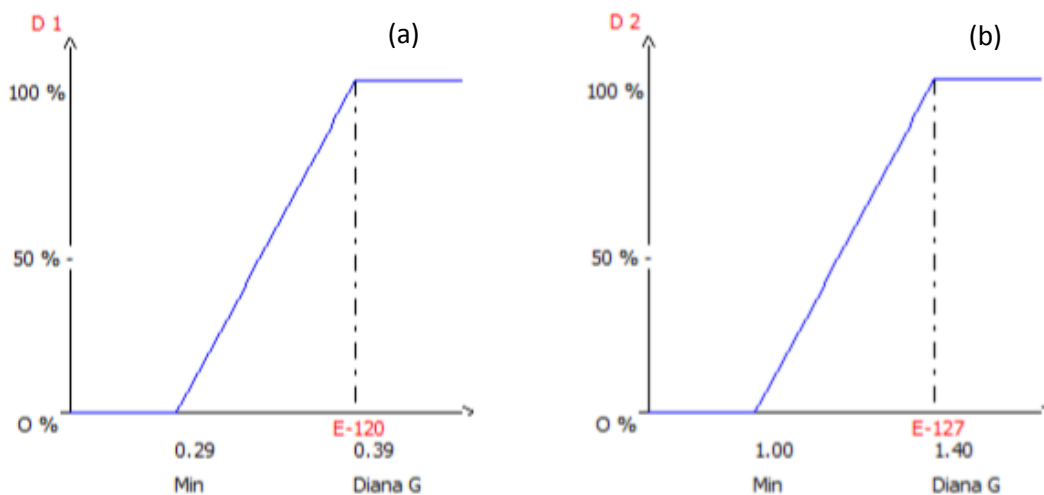 D 1
(a)
100 %
50 %
O %
E-120
0.29
0.39
Min
Diana G
D 2
(b)
100 %
50 %
O %
E-127
1.00
1.40
Min
Diana G